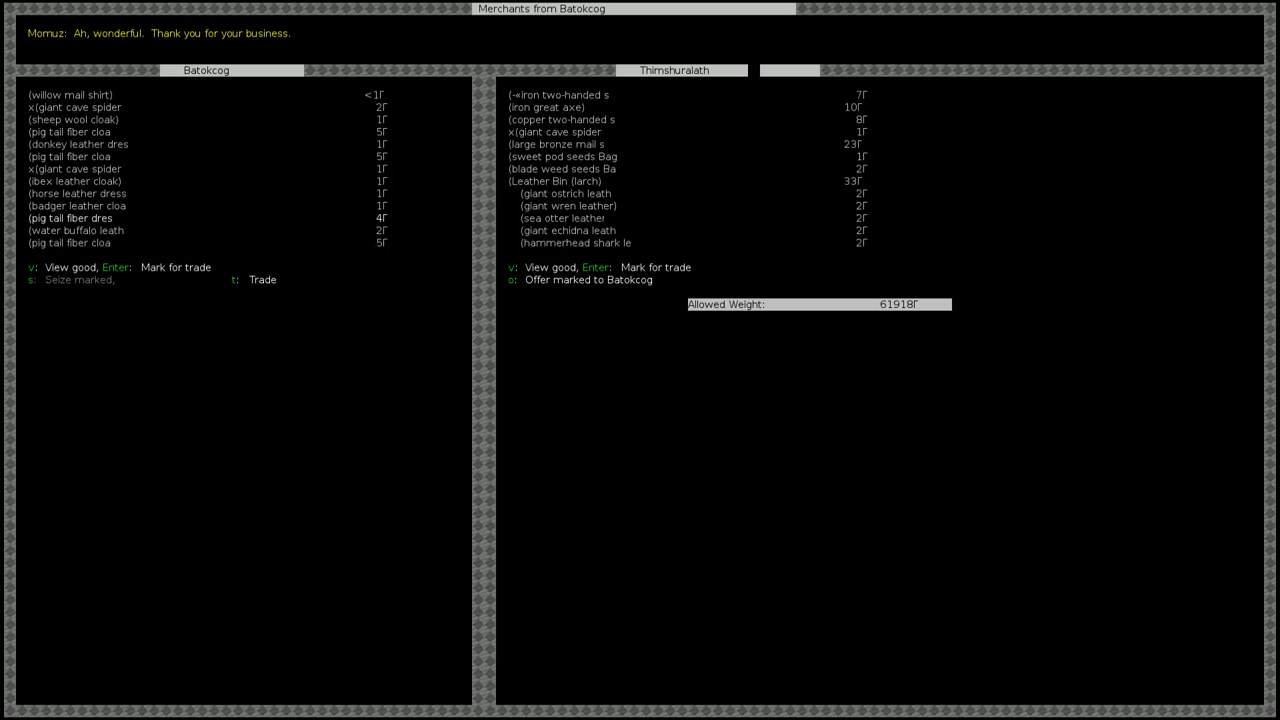 Merchants from Batokcog
Momuz: Ah, wonderful. Thank you for your business.
Batokcog
(willow mail shirt) <1Γ
x(giant cave spider 2Γ
(sheep wool cloak) 1Γ
(pig tail fiber cloa 5Γ
(donkey leather dres 1Γ
(pig tail fiber cloa 5Γ
x(giant cave spider 1Γ
(ibex leather cloak) 1Γ
(horse leather dress 1Γ
(badger leather cloa 1Γ
(pig tail fiber dres 4Γ
(water buffalo leath 2Γ
(pig tail fiber cloa 5Γ
v: View good, Enter: Mark for trade
s: Seize marked, t: Trade
Thimshuralath
(-«iron two-handed s 7Γ
(iron great axe) 10Γ
(copper two-handed s 8Γ
x(giant cave spider 1Γ
(large bronze mail s 23Γ
(sweet pod seeds Bag 1Γ
(blade weed seeds Ba 2Γ
(Leather Bin (larch) 33Γ
(giant ostrich leath 2Γ
(giant wren leather) 2Γ
(sea otter leather 2Γ
(giant echidna leath 2Γ
(hammerhead shark le 2Γ
v: View good, Enter: Mark for trade
o: Offer marked to Batokcog
Allowed Weight: 61918Γ